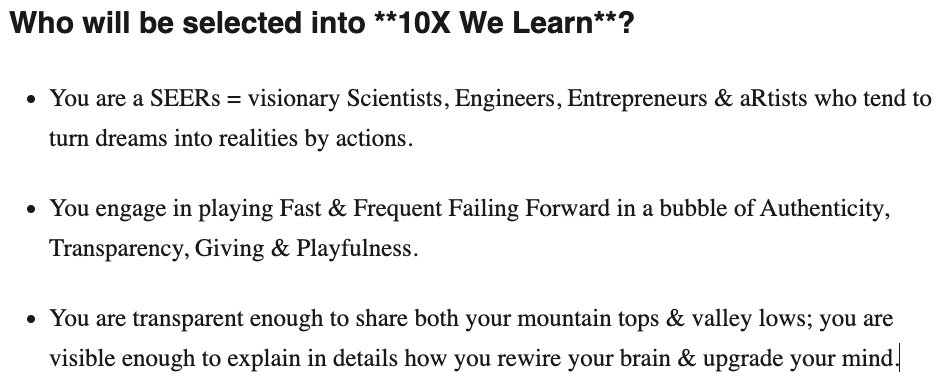 Who will be selected into **10X We Learn**?
• You are a SEERs = visionary Scientists, Engineers, Entrepreneurs & aRtists who tend to
turn dreams into realities by actions.
• You engage in playing Fast & Frequent Failing Forward in a bubble of Authenticity,
Transparency, Giving & Playfulness.
• You are transparent enough to share both your mountain tops & valley lows; you are
visible enough to explain in details how you rewire your brain & upgrade your mind.